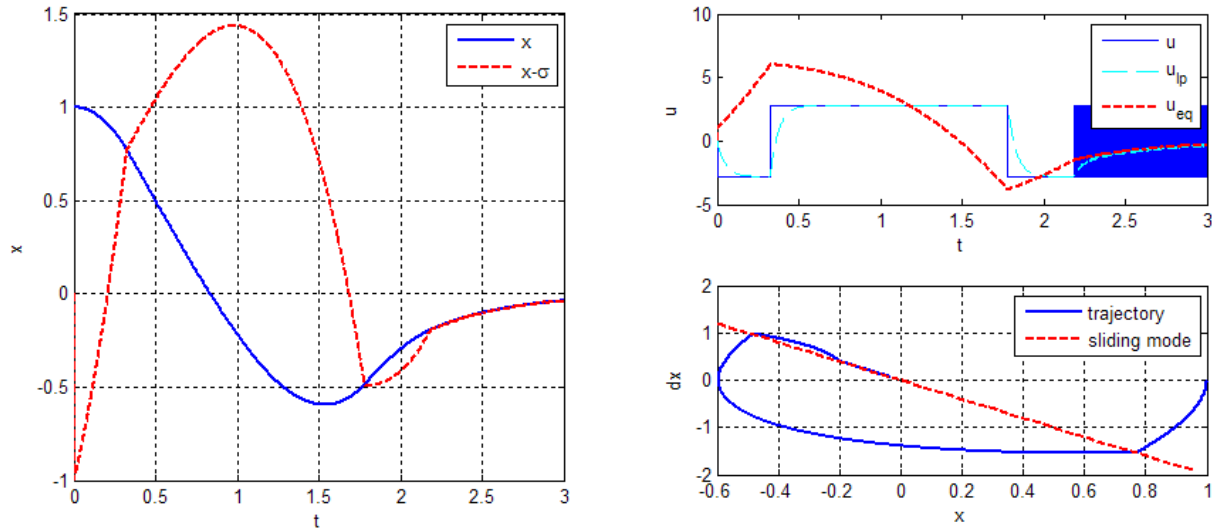 1.5
1
0.5
0
-0.5
-1
x
0 0.5 1 1.5 2 2.5 3
t
x
x-σ
10
5
0
-5
u
0 0.5 1 1.5 2 2.5 3
t
u
u_lp
u_eq
2
1
0
-1
-2
dx
-0.6 -0.4 -0.2 0 0.2 0.4 0.6 0.8 1
x
trajectory
sliding mode